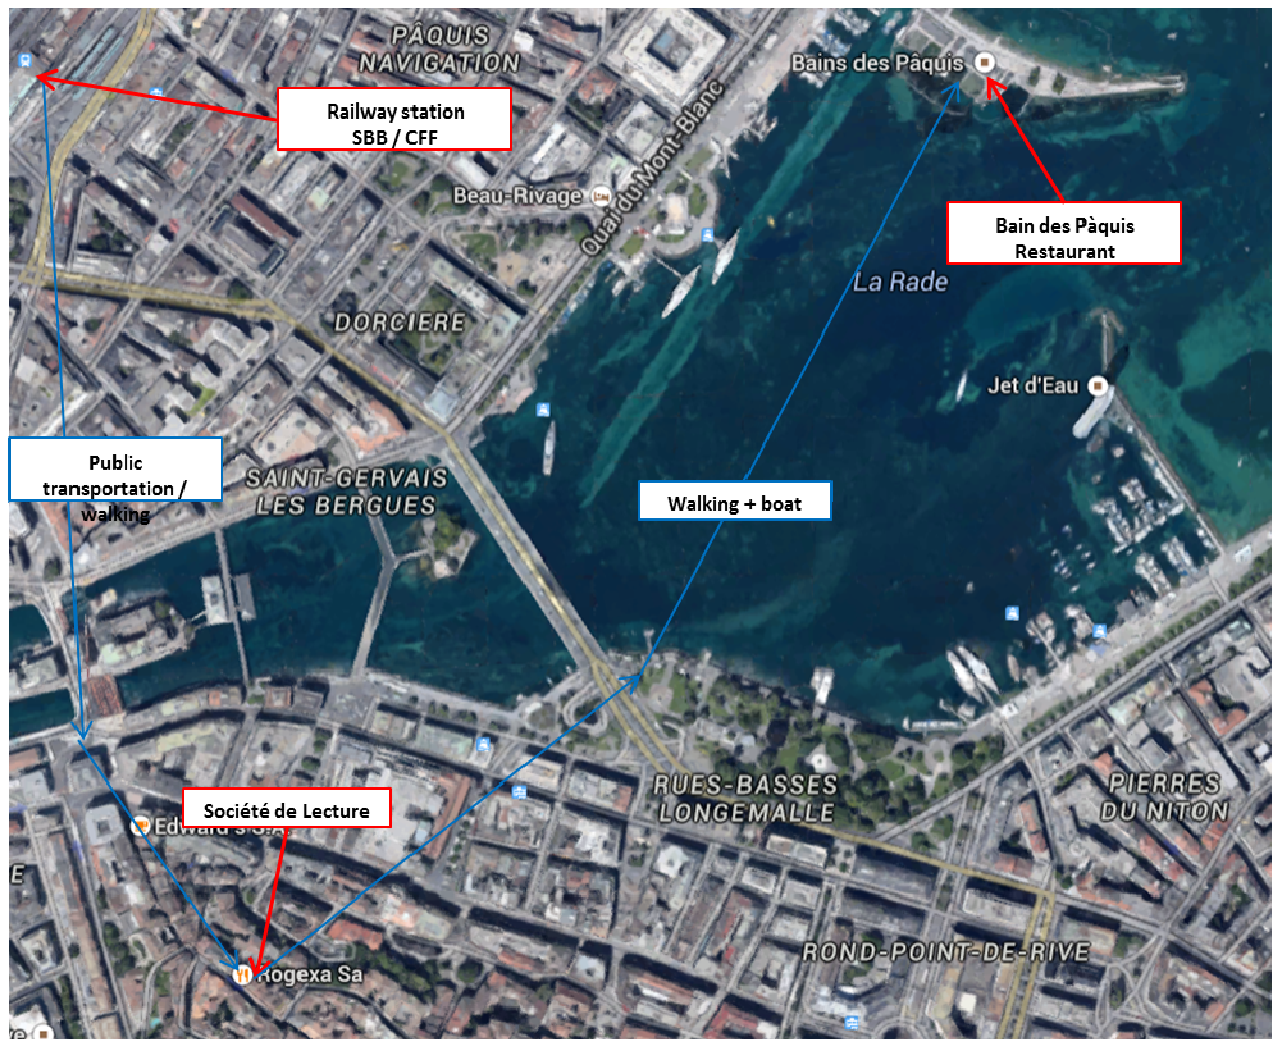 PÂQUIS
NAVIGATION
Bains des Pâquis
Railway station
SBB / CFF
Quai du Mont-Blanc
Beau-Rivage
Bain des Pàquis
Restaurant
La Rade
DORCIERE
Jet d'Eau
Public
transportation /
walking
SAINT-GERVAIS
LES BERGUES
Walking + boat
RUES-BASSES
LONGEMALLE
PIERRES
DU NITON
Société de Lecture
Edward's S.A
E
ROND-POINT-DE-RIVE
Rogexa Sa